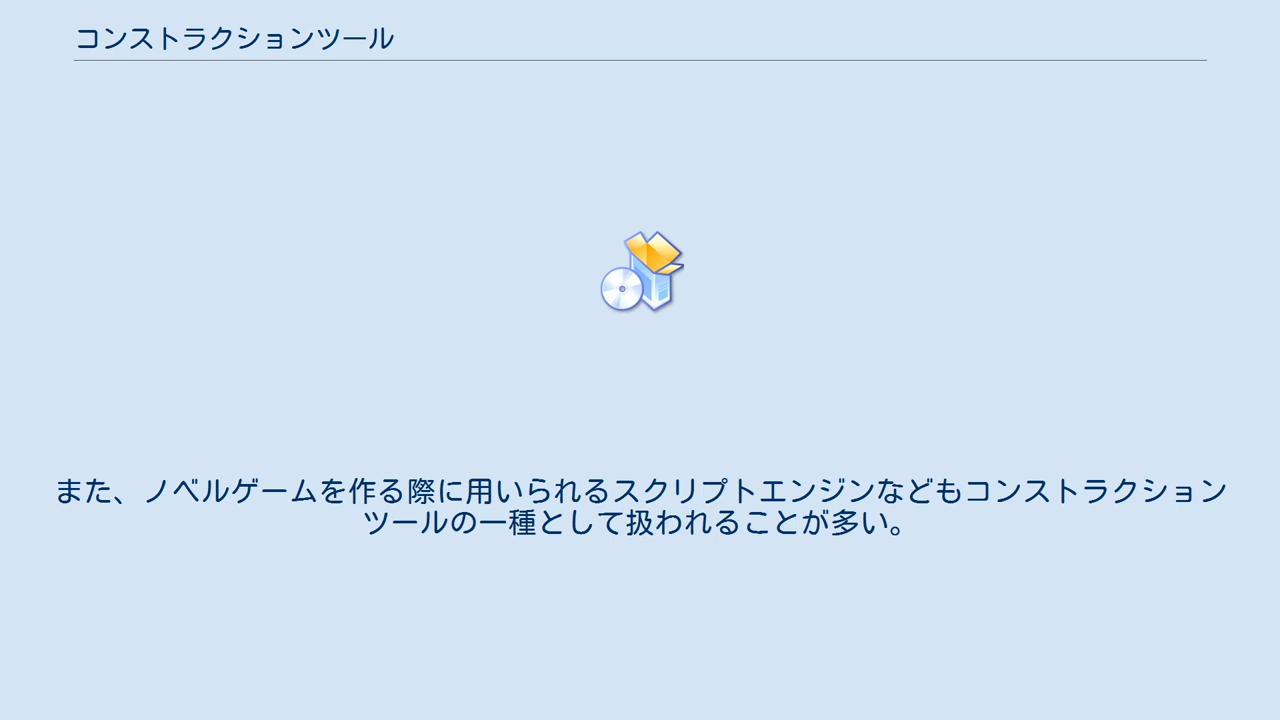 コンストラクションツール
また、ノベルゲームを作る際に用いられるスクリプトエンジンなどもコンストラクション
ツールの一種として扱われることが多い。